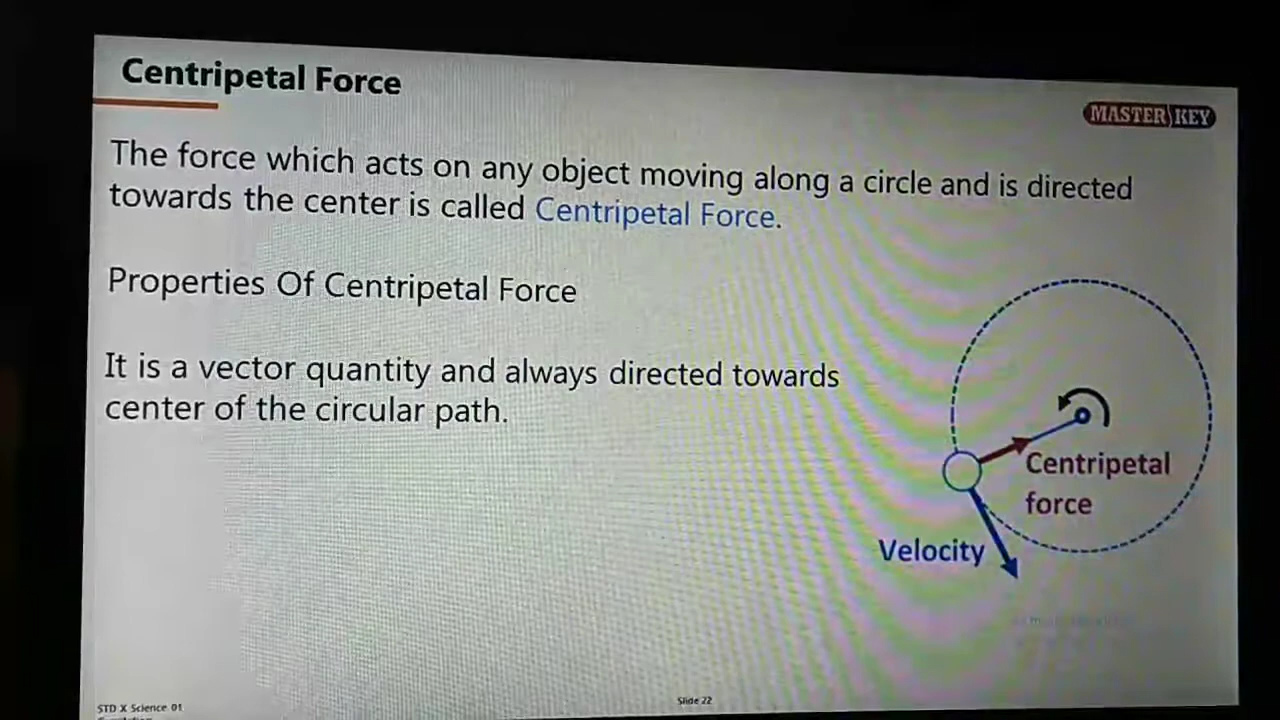 Centripetal Force
MASTER KEY
The force which acts on any object moving along a circle and is directed
towards the center is called Centripetal Force.
Properties Of Centripetal Force
It is a vector quantity and always directed towards
center of the circular path.
Centripetal
force
Velocity
STD X Science 01
Slide 22